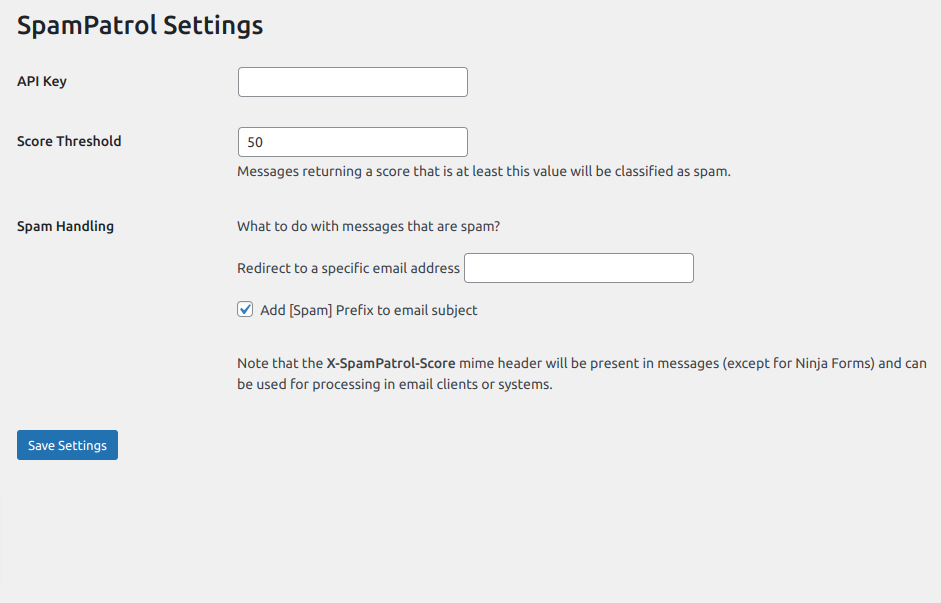 SpamPatrol Settings
API Key
Score Threshold
50
Messages returning a score that is at least this value will be classified as spam.
Spam Handling
What to do with messages that are spam?
Redirect to a specific email address
Add [Spam] Prefix to email subject
Note that the X-SpamPatrol-Score mime header will be present in messages (except for Ninja Forms) and can
be used for processing in email clients or systems.
Save Settings